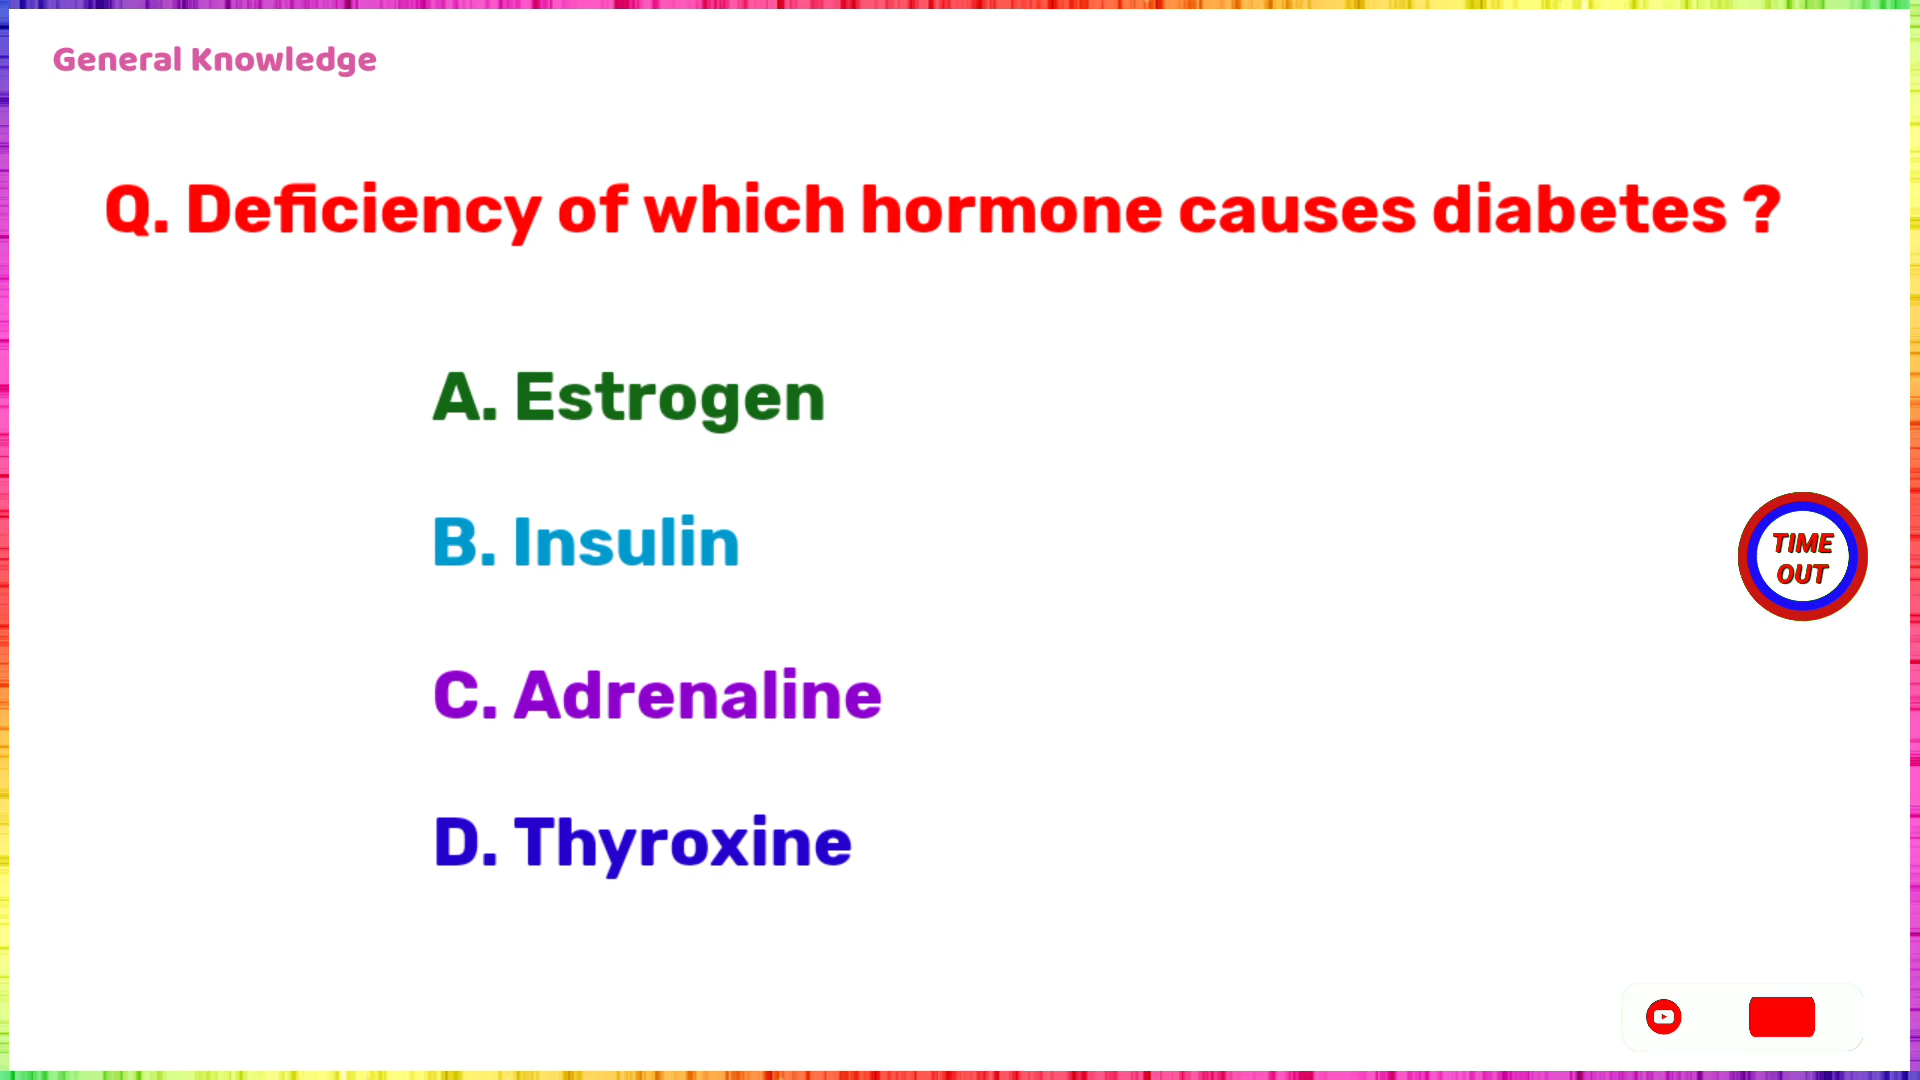 General Knowledge
Q. Deficiency of which hormone causes diabetes ?
A. Estrogen
B. Insulin
TIME
OUT
C. Adrenaline
D. Thyroxine